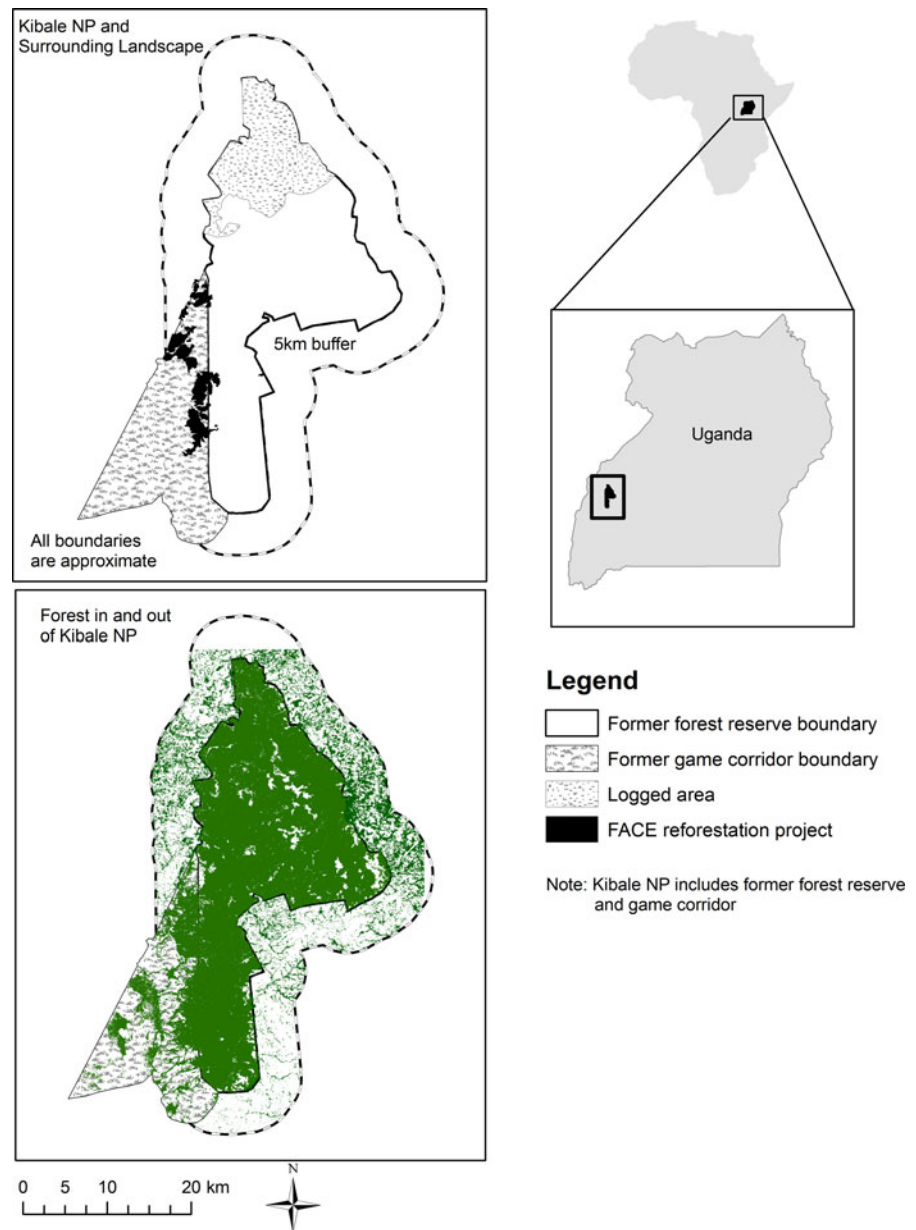 Kibale NP and
Surrounding Landscape
5km buffer
All boundaries
are approximate
Uganda
Forest in and out
of Kibale NP
Legend
Former forest reserve boundary
Former game corridor boundary
Logged area
FACE reforestation project
Note: Kibale NP includes former forest reserve
and game corridor
N
0 5 10 20 km